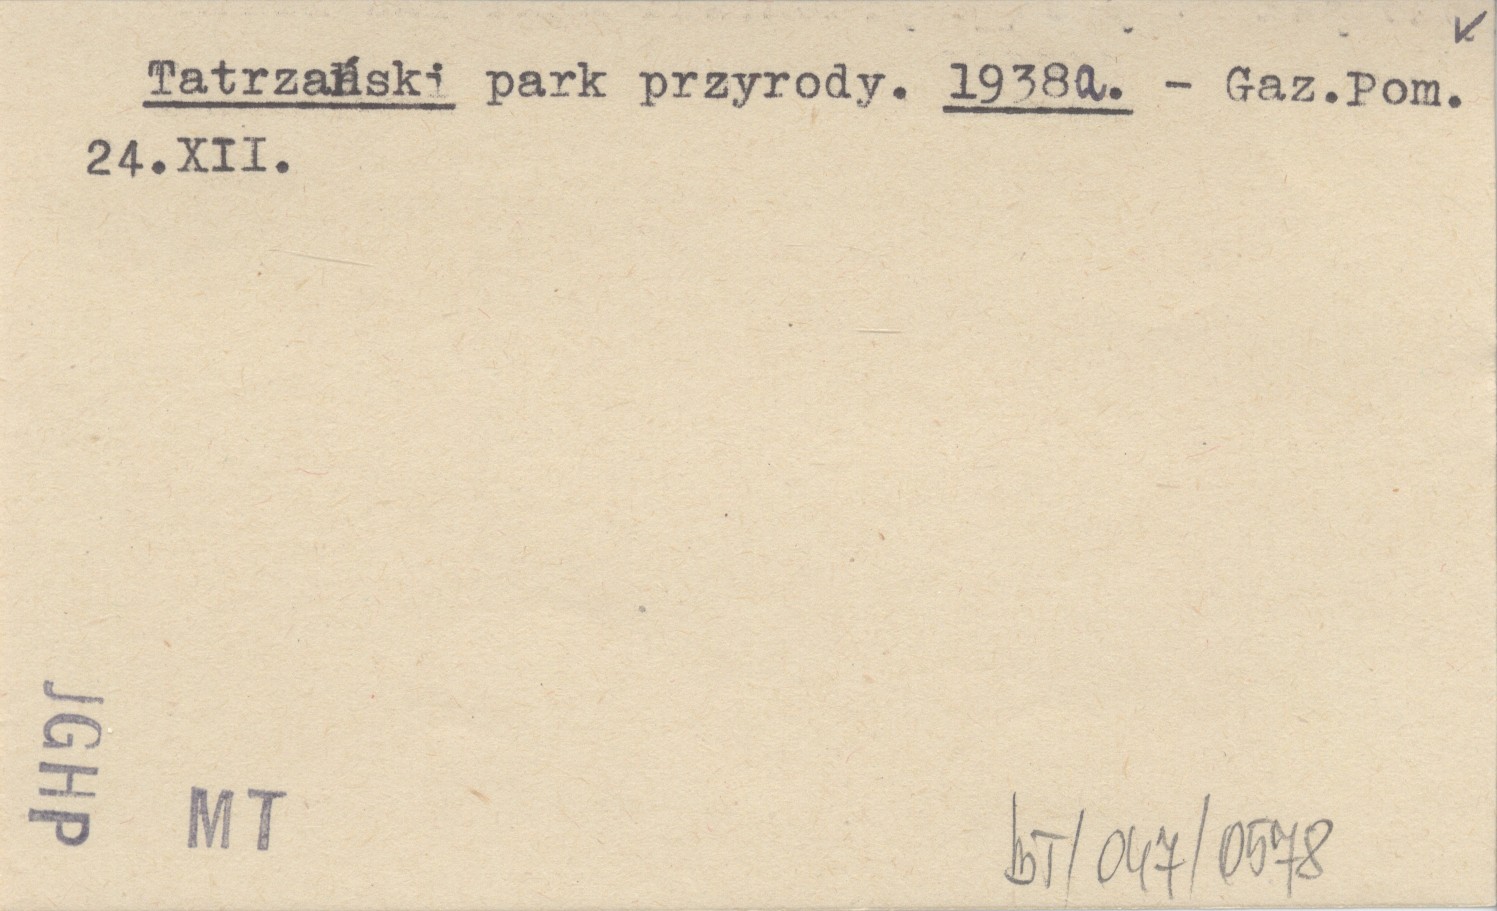 Tatrzański park przyrody. 1938a. - Gaz.Pom.
24.XII.
JGHP
MT
bT/047/0578